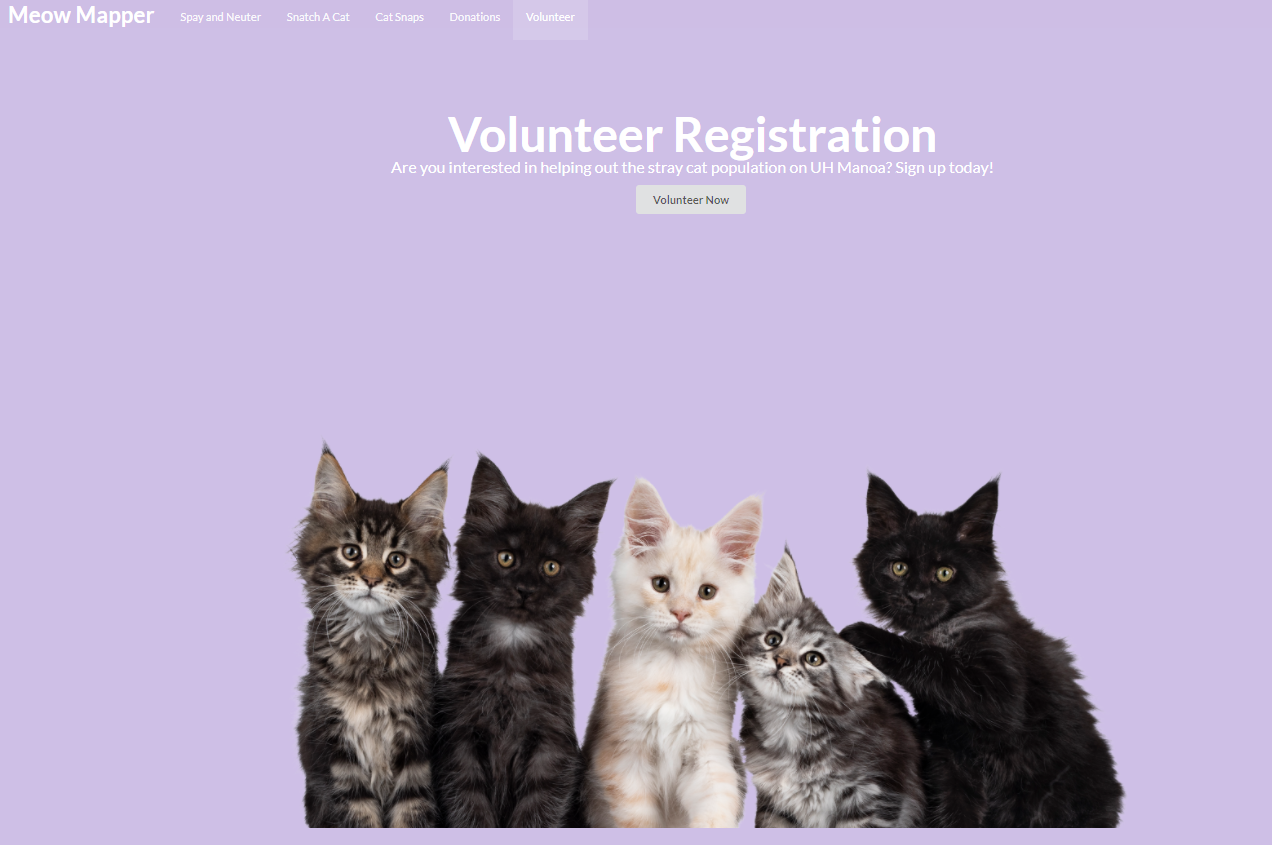 Meow Mapper Spay and Neuter Snatch A Cat Cat Snaps Donations Volunteer
Volunteer Registration
Are you interested in helping out the stray cat population on UH Manoa? Sign up today!
Volunteer Now